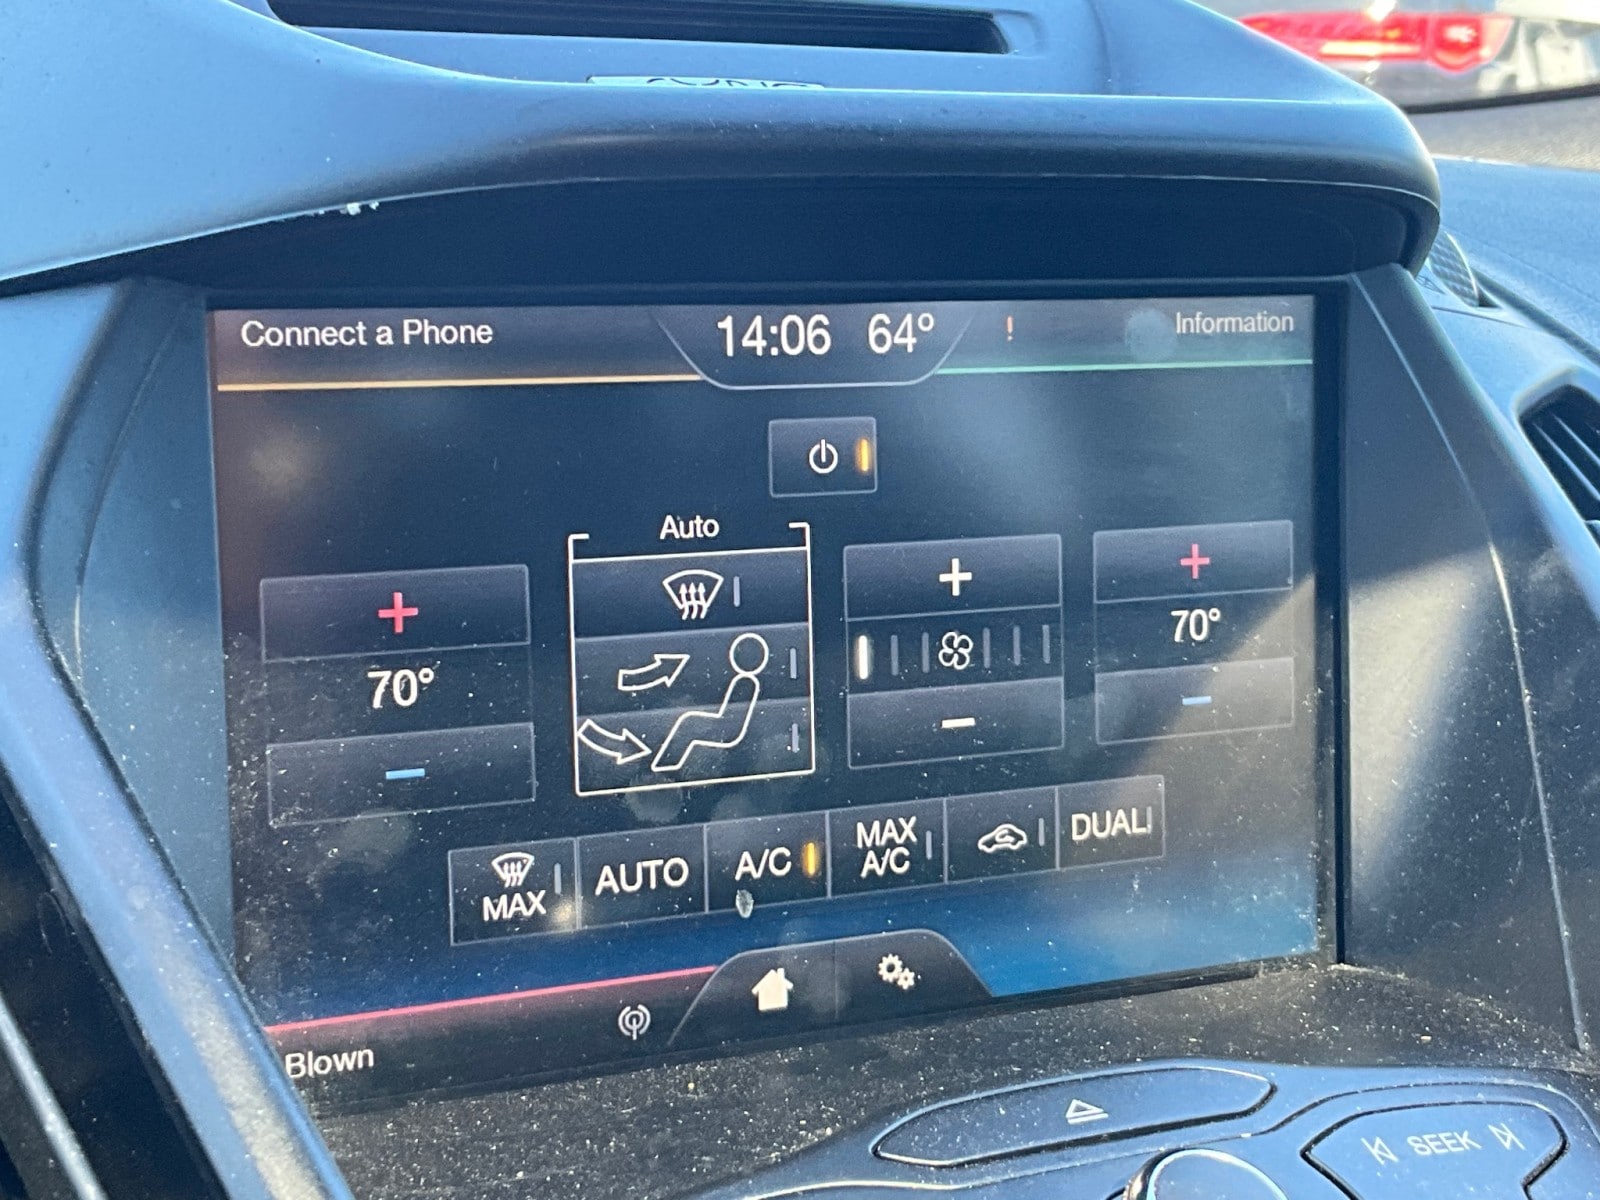 Connect a Phone
14:06 64°
!
Information
Auto
70°
70°
MAX
AUTO
A/C
MAX
A/C
DUAL
Blown
SEEK